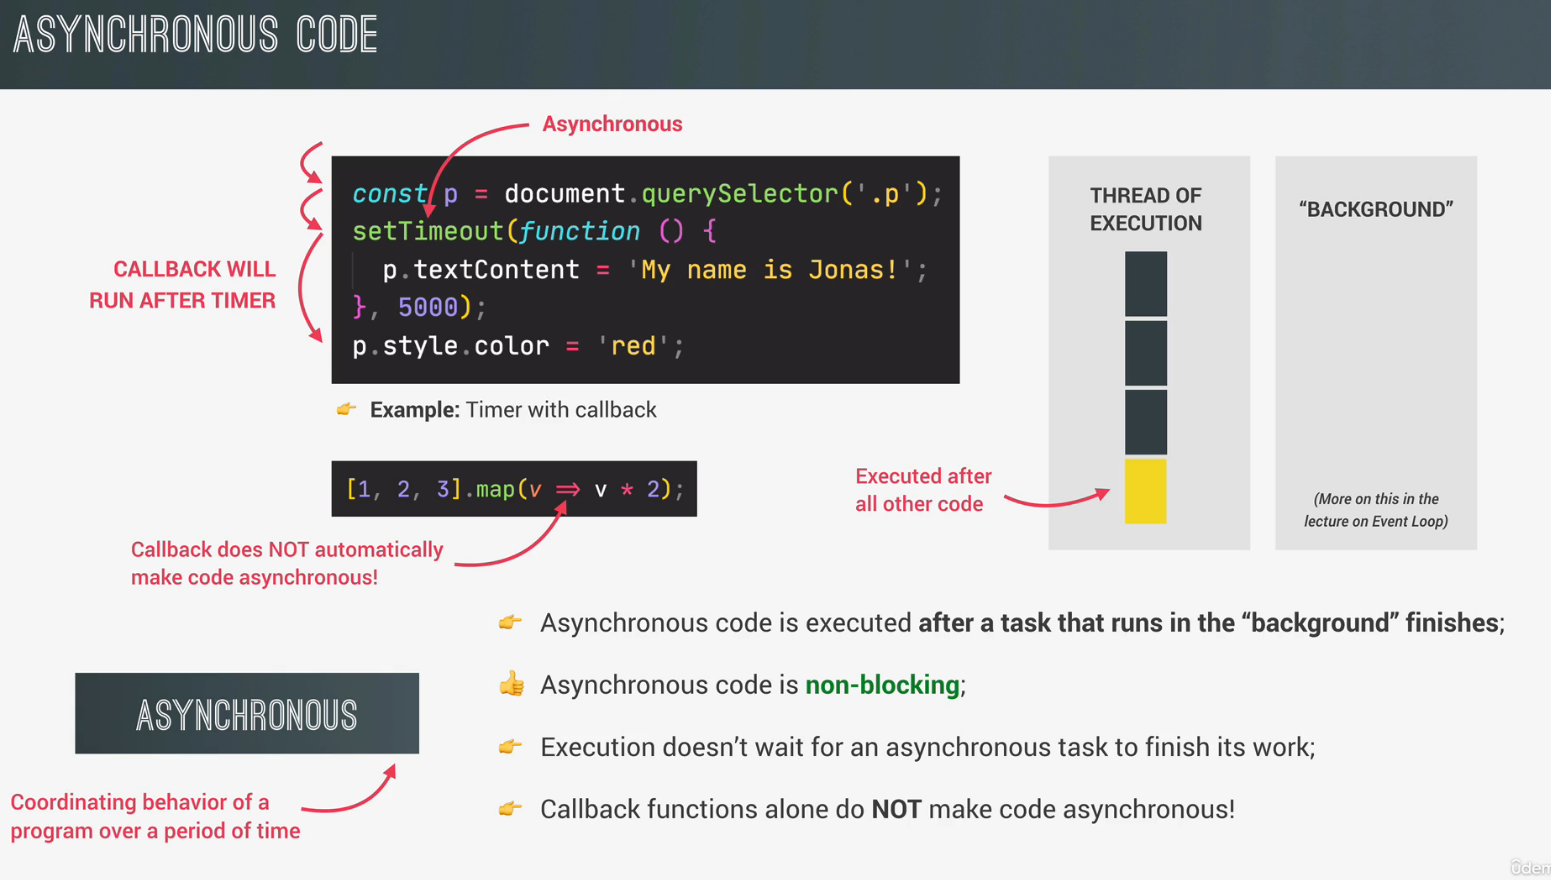 ASYNCHRONOUS CODE
Asynchronous
const p = document.querySelector('.p');
setTimeout(function () {
p.textContent = 'My name is Jonas!';
}, 5000);
p.style.color = 'red';
CALLBACK WILL
RUN AFTER TIMER
👉 Example: Timer with callback
[1, 2, 3].map(v => v * 2);
Callback does NOT automatically
make code asynchronous!
THREAD OF
EXECUTION
“BACKGROUND”
Executed after
all other code
(More on this in the
lecture on Event Loop)
👉 Asynchronous code is executed after a task that runs in the “background” finishes;
👍 Asynchronous code is non-blocking;
👉 Execution doesn’t wait for an asynchronous task to finish its work;
👉 Callback functions alone do NOT make code asynchronous!
ASYNCHRONOUS
Coordinating behavior of a
program over a period of time